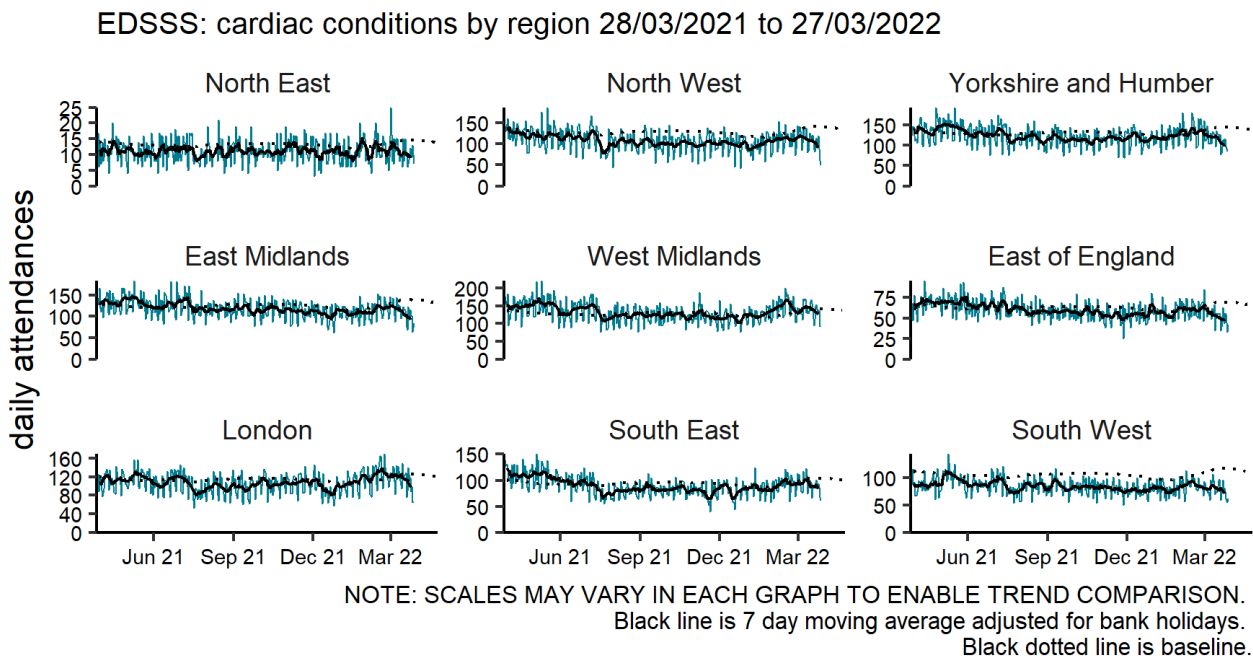 EDSSS: cardiac conditions by region 28/03/2021 to 27/03/2022
North East
North West
Yorkshire and Humber
25
20
15
10
5
0
150
100
50
0
150
100
50
0
daily attendances
East Midlands
West Midlands
East of England
150
100
50
0
200
150
100
50
0
75
50
25
0
London
South East
South West
160
120
80
40
0
150
100
50
0
100
50
0
Jun 21 Sep 21 Dec 21 Mar 22
Jun 21 Sep 21 Dec 21 Mar 22
Jun 21 Sep 21 Dec 21 Mar 22
NOTE: SCALES MAY VARY IN EACH GRAPH TO ENABLE TREND COMPARISON.
Black line is 7 day moving average adjusted for bank holidays.
Black dotted line is baseline.